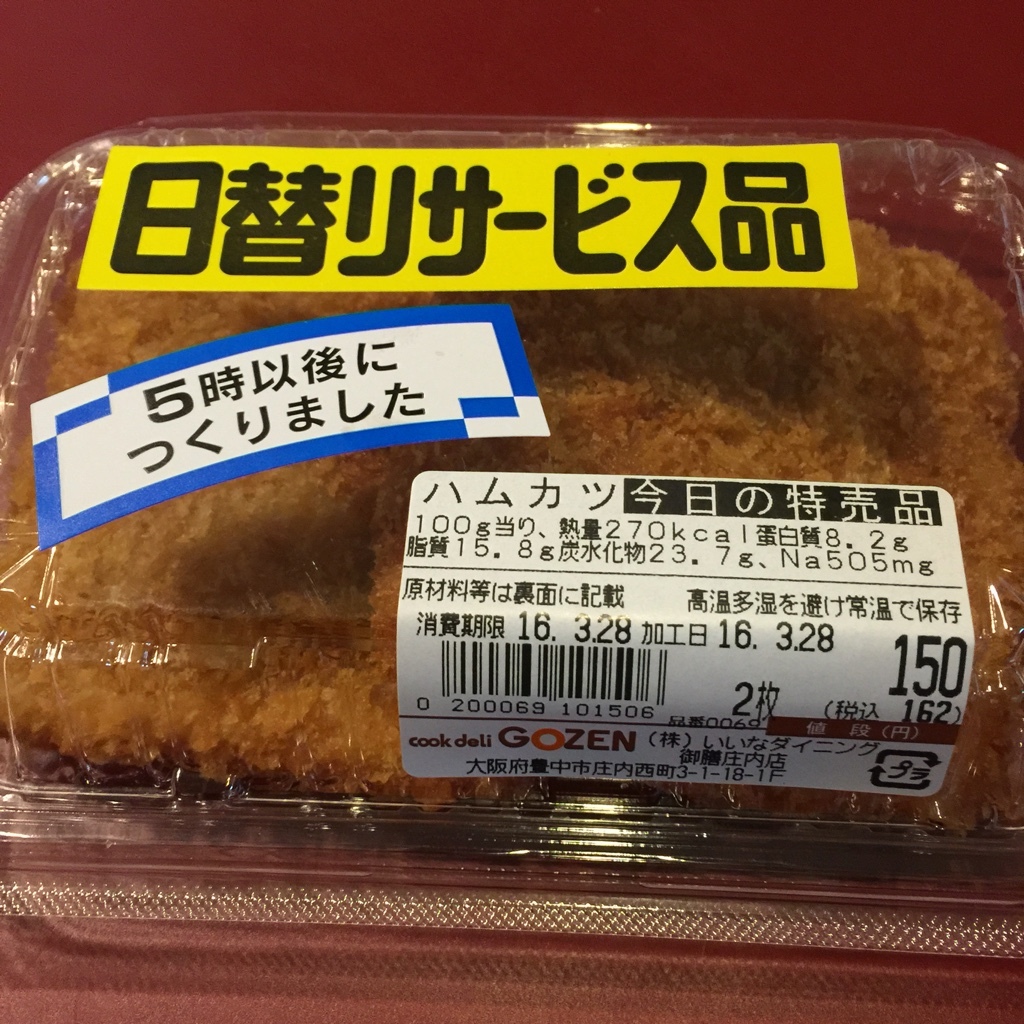 日替りサービス品
5時以後に
つくりました
ハムカツ 今日の特売品
100g当り、熱量270kcal蛋白質8.2g
脂質15.8g炭水化物23.7g、Na505mg
原材料等は裏面に記載 高温多湿を避け常温で保存
消費期限 16. 3.28 加工日 16. 3.28
150
2枚 (税込 162)
0 200069 101506
品番0069 値 段(円)
cook deli GOZEN (株)いいなダイニング
御膳庄内店
大阪府豊中市庄内西町3-1-18-1F
プラ